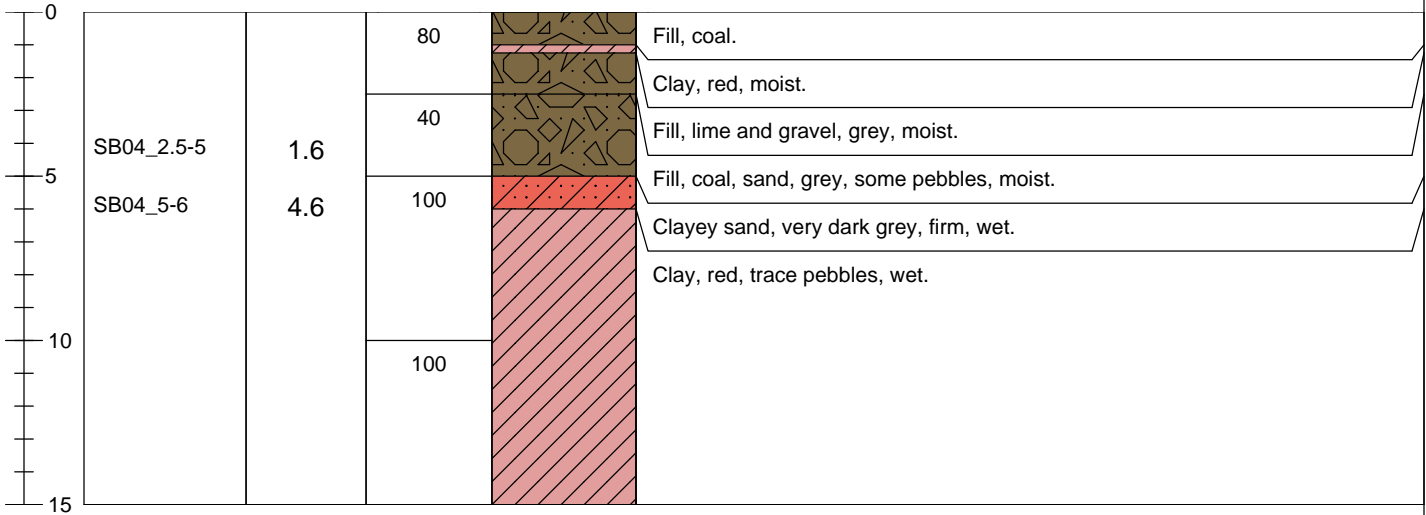 0
80
Fill, coal.
Clay, red, moist.
40
Fill, lime and gravel, grey, moist.
SB04_2.5-5 1.6
5
Fill, coal, sand, grey, some pebbles, moist.
SB04_5-6 4.6 100
Clayey sand, very dark grey, firm, wet.
Clay, red, trace pebbles, wet.
10
100
15